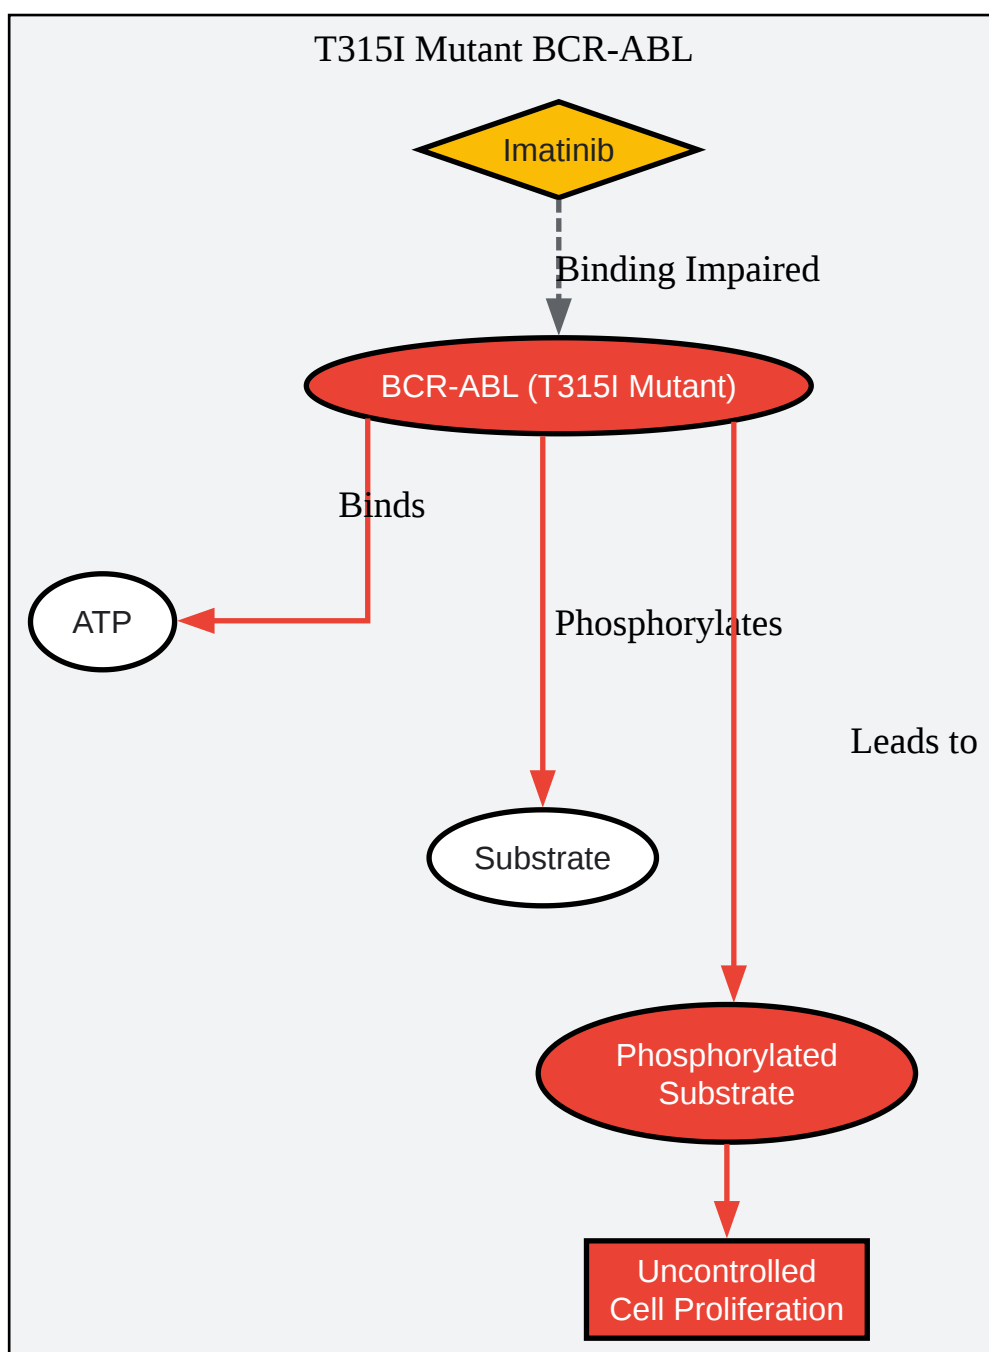 T315I Mutant BCR-ABL
Imatinib
Binding Impaired
BCR-ABL (T315I Mutant)
Binds
ATP
Phosphorylates
Leads to
Substrate
Phosphorylated
Substrate
Uncontrolled
Cell Proliferation